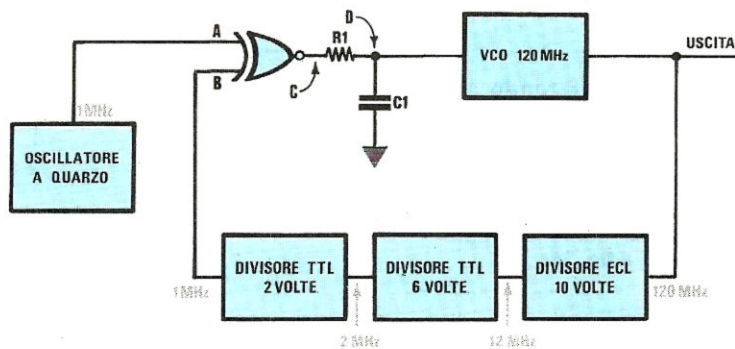 A
B
1 MHz
OSCILLATORE
A QUARZO
C
R1
D
C1
VCO 120 MHz
USCITA
1 MHz
DIVISORE TTL
2 VOLTE
2 MHz
DIVISORE TTL
6 VOLTE
12 MHz
DIVISORE ECL
10 VOLTE
120 MHz